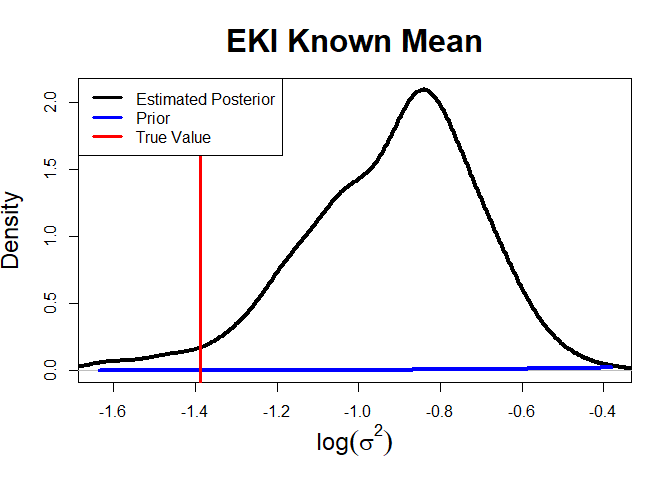 EKI Known Mean
Estimated Posterior
Prior
True Value
Density
0.0
0.5
1.0
1.5
2.0
-1.6
-1.4
-1.2
-1.0
-0.8
-0.6
-0.4
log(σ²)